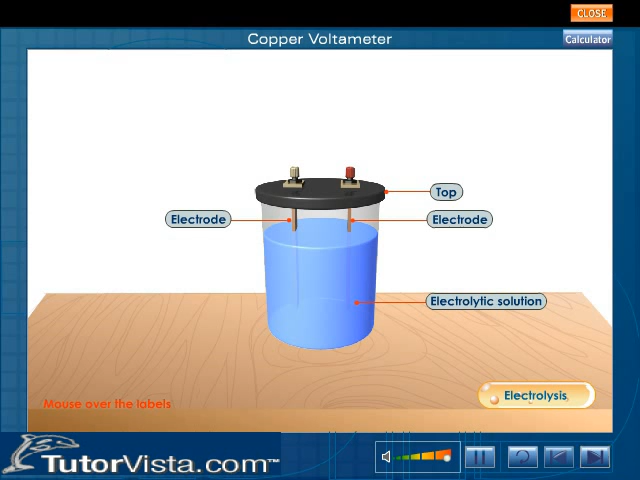 CLOSE
Copper Voltameter
Calculator
Top
Electrode
Electrode
Electrolytic solution
Electrolysis
Mouse over the labels
TutorVista.com™